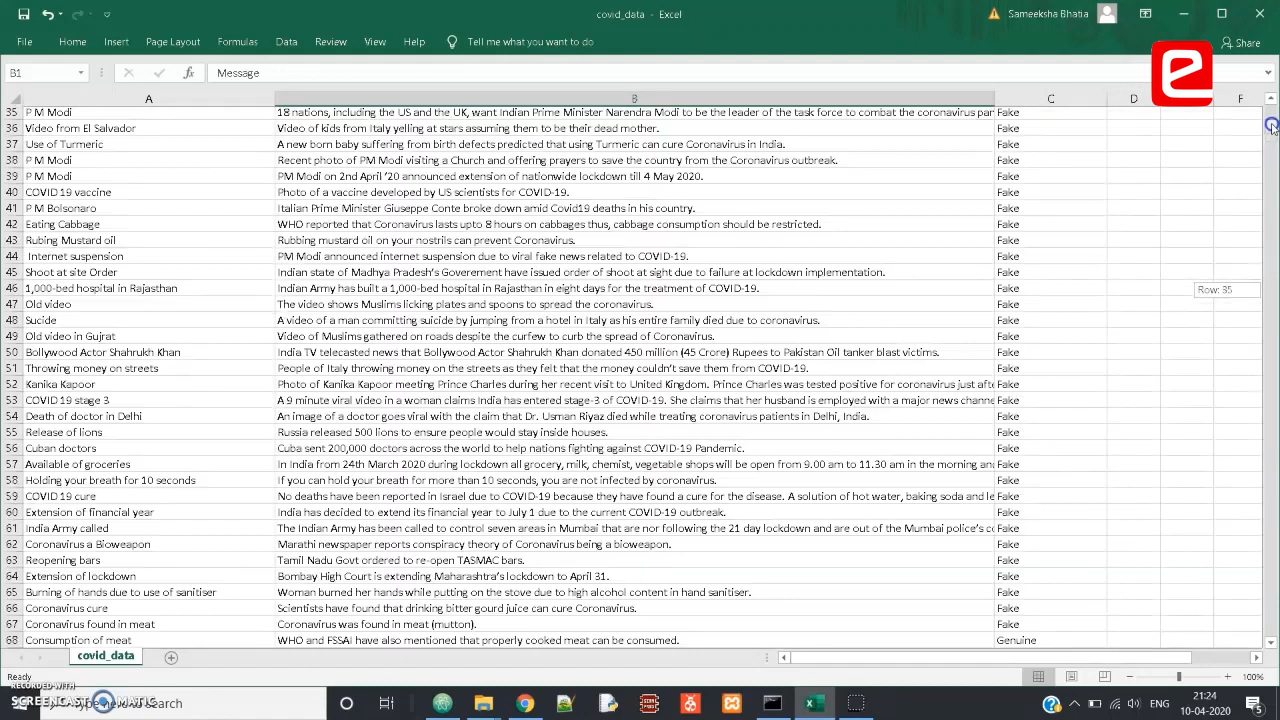 covid_data - Excel
Sameeksha Bhatia
File Home Insert Page Layout Formulas Data Review View Help Tell me what you want to do Share
B1 fx Message
A B C D E F
35 P M Modi 18 nations, including the US and the UK, want Indian Prime Minister Narendra Modi to be the leader of the task force to combat the coronavirus pan Fake
36 Video from El Salvador Video of kids from Italy yelling at stars assuming them to be their dead mother. Fake
37 Use of Turmeric A new born baby suffering from birth defects predicted that using Turmeric can cure Coronavirus in India. Fake
38 P M Modi Recent photo of PM Modi visiting a Church and offering prayers to save the country from the Coronavirus outbreak. Fake
39 P M Modi PM Modi on 2nd April '20 announced extension of nationwide lockdown till 4 May 2020. Fake
40 COVID 19 vaccine Photo of a vaccine developed by US scientists for COVID-19. Fake
41 P M Bolsonaro Italian Prime Minister Giuseppe Conte broke down amid Covid19 deaths in his country. Fake
42 Eating Cabbage WHO reported that Coronavirus lasts upto 8 hours on cabbages thus, cabbage consumption should be restricted. Fake
43 Rubing Mustard oil Rubbing mustard oil on your nostrils can prevent Coronavirus. Fake
44 Internet suspension PM Modi announced internet suspension due to viral fake news related to COVID-19. Fake
45 Shoot at site Order Indian state of Madhya Pradesh's Goverement have issued order of shoot at sight due to failure at lockdown implementation. Fake
46 1,000-bed hospital in Rajasthan Indian Army has built a 1,000-bed hospital in Rajasthan in eight days for the treatment of COVID-19. Fake
Row: 35
47 Old video The video shows Muslims licking plates and spoons to spread the coronavirus. Fake
48 Sucide A video of a man committing suicide by jumping from a hotel in Italy as his entire family died due to coronavirus. Fake
49 Old video in Gujrat Video of Muslims gathered on roads despite the curfew to curb the spread of Coronavirus. Fake
50 Bollywood Actor Shahrukh Khan India TV telecasted news that Bollywood Actor Shahrukh Khan donated 450 million (45 Crore) Rupees to Pakistan Oil tanker blast victims. Fake
51 Throwing money on streets People of Italy throwing money on the streets as they felt that the money couldn't save them from COVID-19. Fake
52 Kanika Kapoor Photo of Kanika Kapoor meeting Prince Charles during her recent visit to United Kingdom. Prince Charles was tested positive for coronavirus just afte Fake
53 COVID 19 stage 3 A 9 minute viral video in a woman claims India has entered stage-3 of COVID-19. She claims that her husband is employed with a major news channe Fake
54 Death of doctor in Delhi An image of a doctor goes viral with the claim that Dr. Usman Riyaz died while treating coronavirus patients in Delhi, India. Fake
55 Release of lions Russia released 500 lions to ensure people would stay inside houses. Fake
56 Cuban doctors Cuba sent 200,000 doctors across the world to help nations fighting against COVID-19 Pandemic. Fake
57 Available of groceries In India from 24th March 2020 during lockdown all grocery, milk, chemist, vegetable shops will be open from 9.00 am to 11.30 am in the morning an Fake
58 Holding your breath for 10 seconds If you can hold your breath for more than 10 seconds, you are not infected by coronavirus. Fake
59 COVID 19 cure No deaths have been reported in Israel due to COVID-19 because they have found a cure for the disease. A solution of hot water, baking soda and le Fake
60 Extension of financial year India has decided to extend its financial year to July 1 due to the current COVID-19 outbreak. Fake
61 India Army called The Indian Army has been called to control seven areas in Mumbai that are nor following the 21 day lockdown and are out of the Mumbai police's c Fake
62 Coronavirus a Bioweapon Marathi newspaper reports conspiracy theory of Coronavirus being a bioweapon. Fake
63 Reopening bars Tamil Nadu Govt ordered to re-open TASMAC bars. Fake
64 Extension of lockdown Bombay High Court is extending Maharashtra's lockdown to April 31. Fake
65 Burning of hands due to use of sanitiser Woman burned her hands while putting on the stove due to high alcohol content in hand sanitiser. Fake
66 Coronavirus cure Scientists have found that drinking bitter gourd juice can cure Coronavirus. Fake
67 Coronavirus found in meat Coronavirus was found in meat (mutton). Fake
68 Consumption of meat WHO and FSSAI have also mentioned that properly cooked meat can be consumed. Genuine
covid_data
Ready 100%
RECORDED WITH
SCREENCAST MATIC
ENG 21:24
10-04-2020